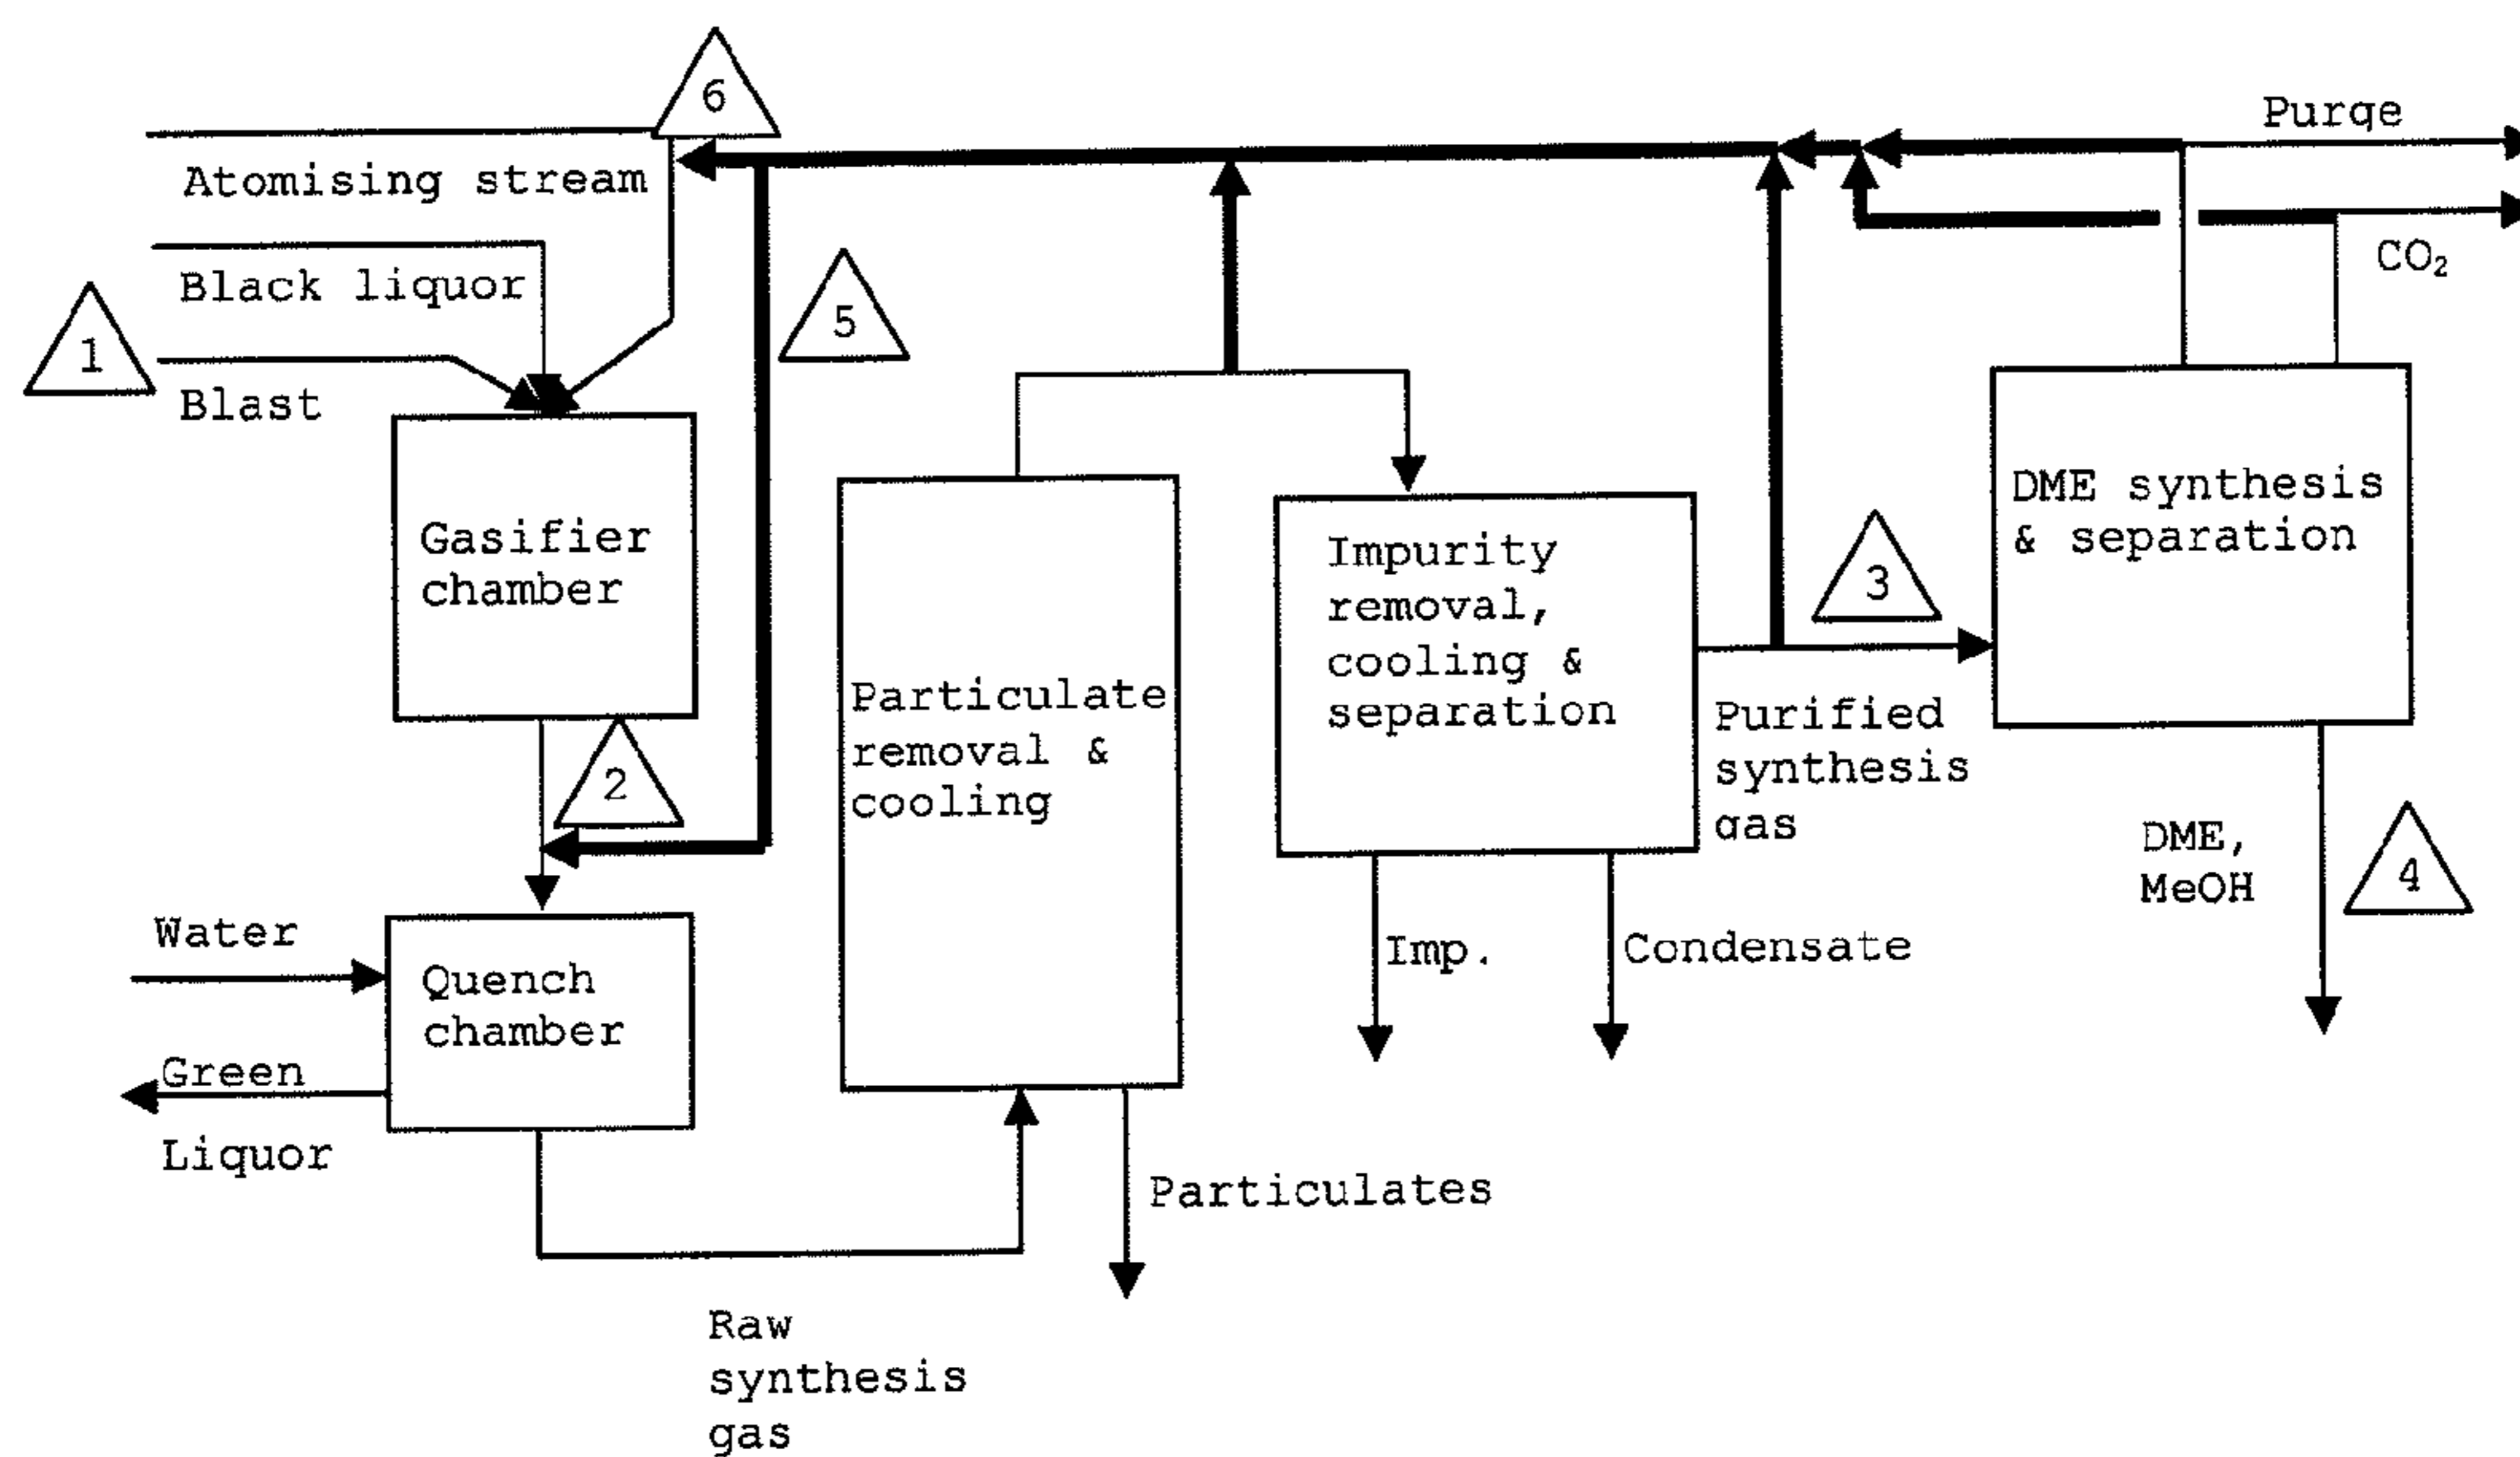 6
Purge
Atomising stream
CO₂
Black liquor
5
1
Blast
DME synthesis
& separation
Gasifier
chamber
Impurity
removal,
cooling &
separation
3
Particulate
removal &
cooling
Purified
synthesis
gas
2
DME,
MeOH
4
Water
Imp.
Condensate
Quench
chamber
Green
Liquor
Particulates
Raw
synthesis
gas